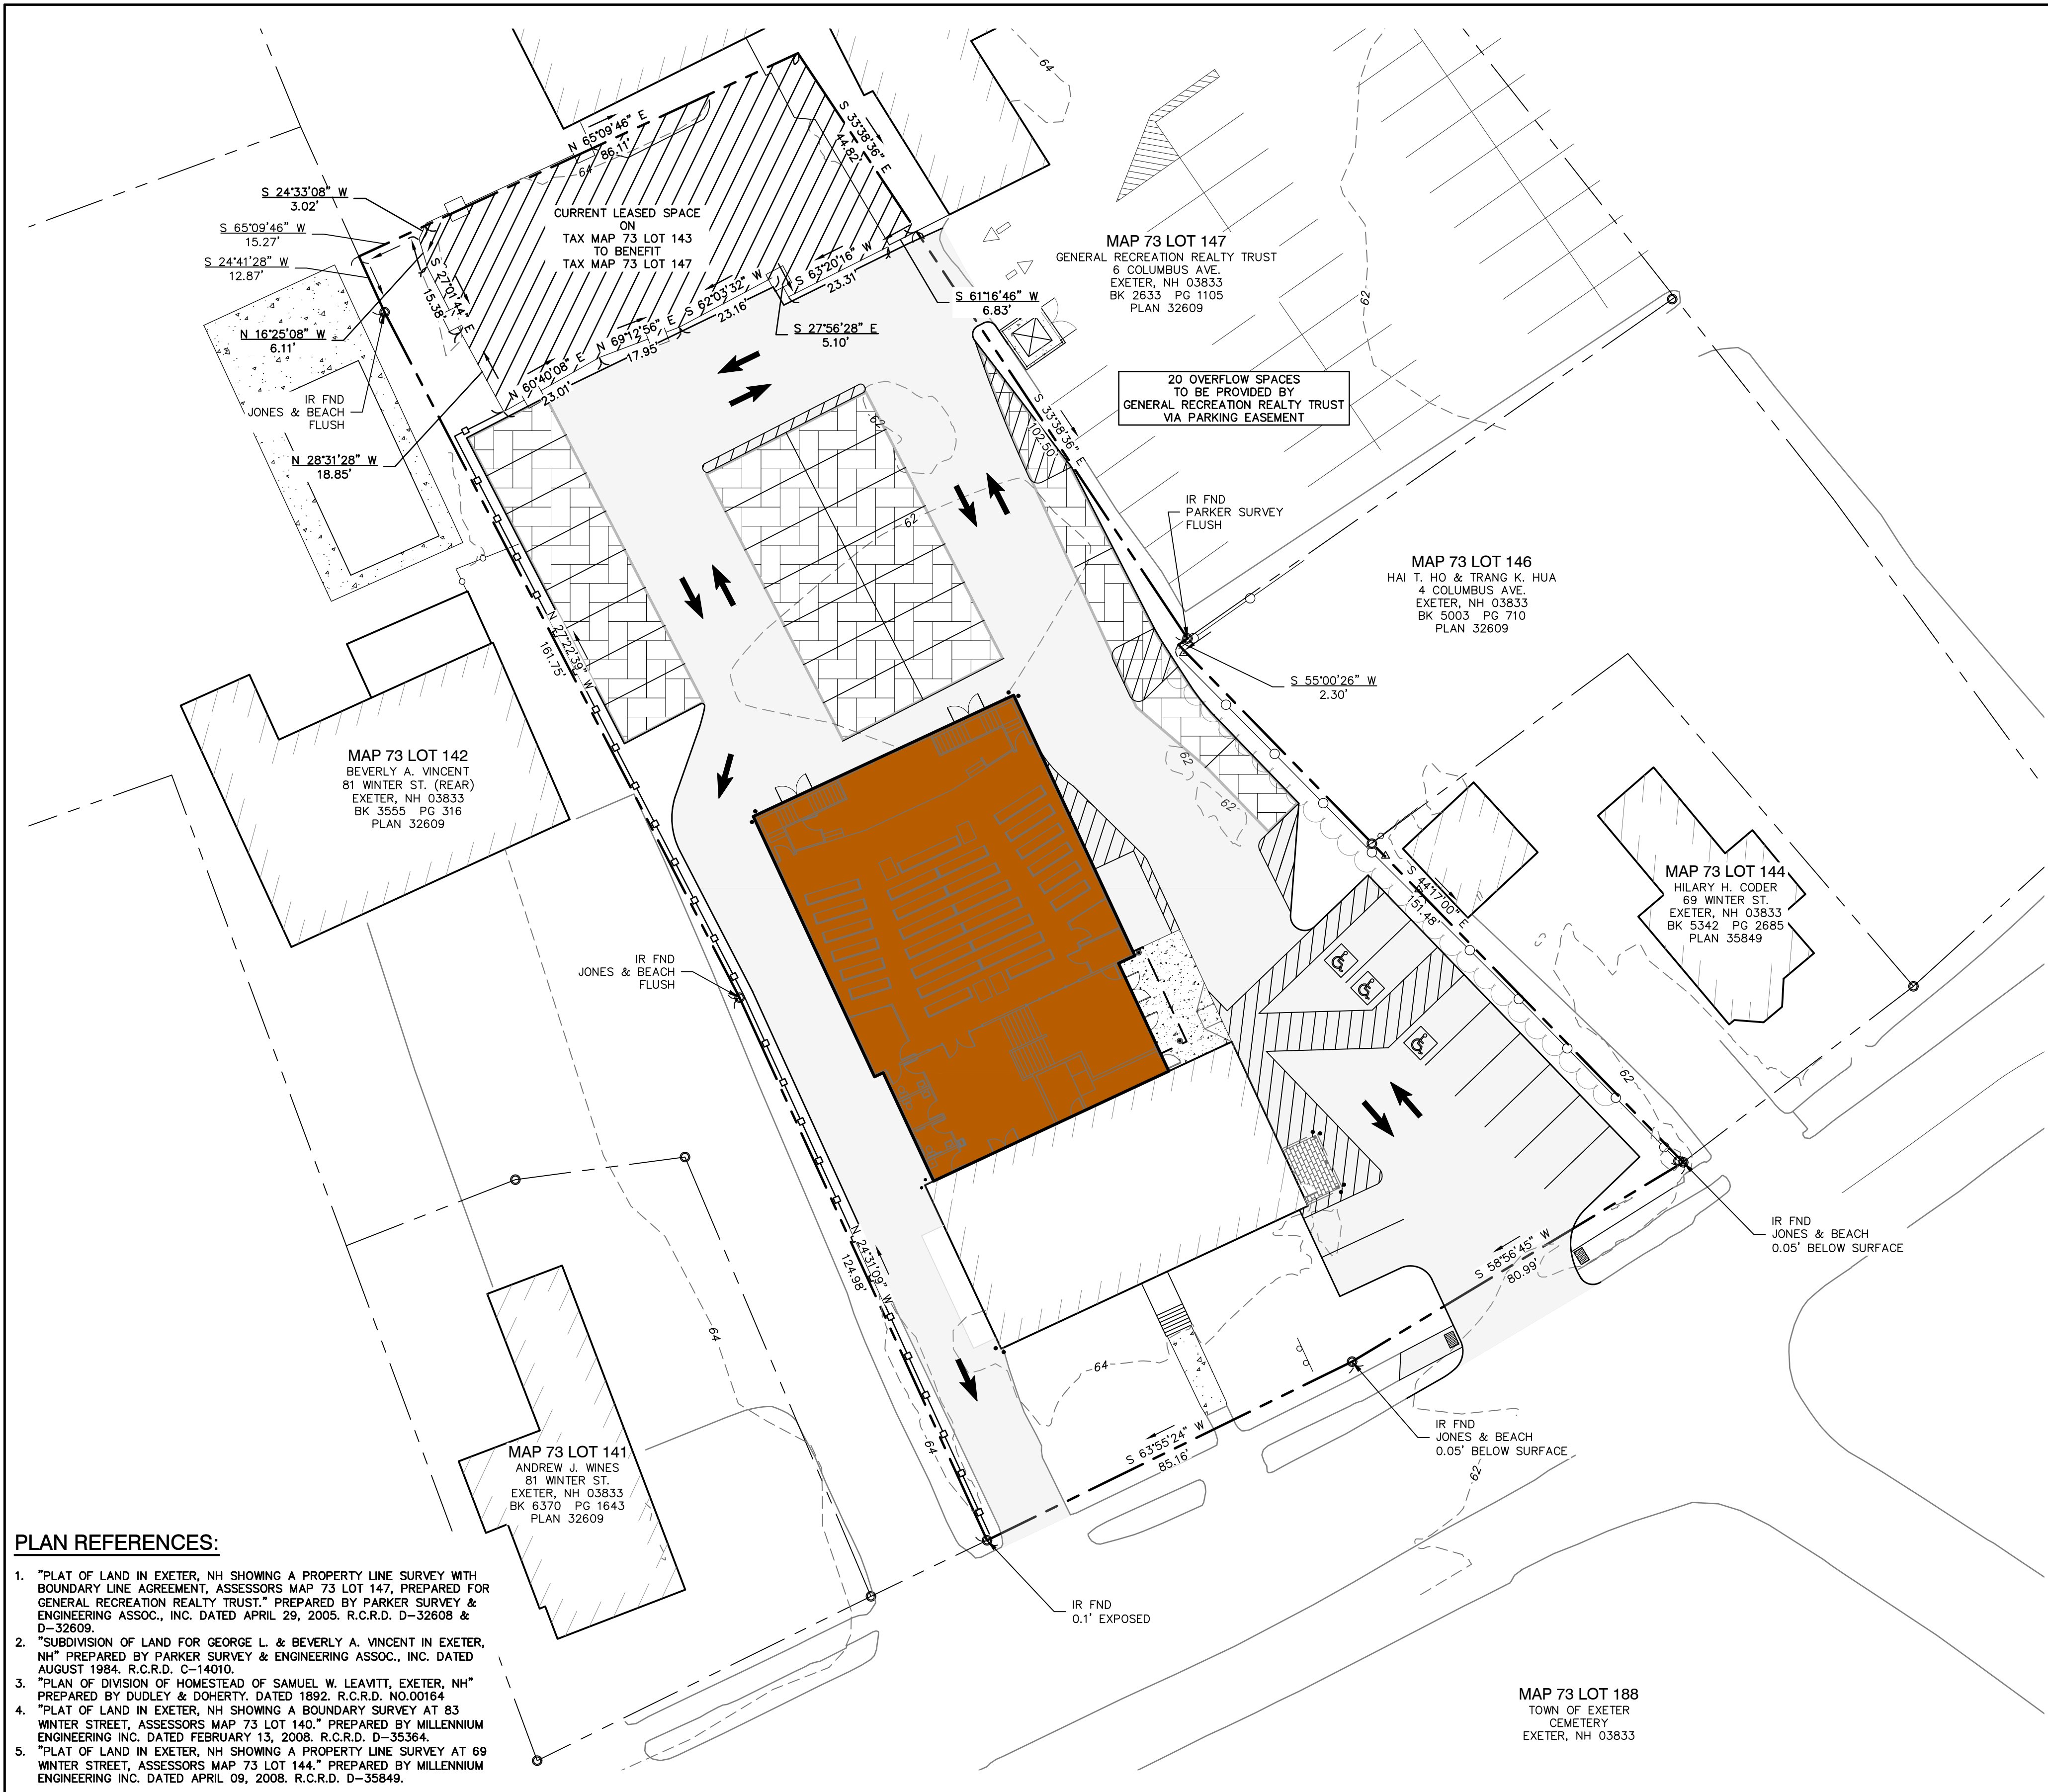 64
N 65°09'46" E
86.11'
S 33°38'36" E
44.82'
64
S 24°33'08" W
3.02'
S 65°09'46" W
15.27'
S 24°41'28" W
12.87'
CURRENT LEASED SPACE
ON
TAX MAP 73 LOT 143
TO BENEFIT
TAX MAP 73 LOT 147
S 27°01'44" E
15.38'
S 62°03'32" W
23.16'
S 63°20'16" W
23.31'
MAP 73 LOT 147
GENERAL RECREATION REALTY TRUST
6 COLUMBUS AVE.
EXETER, NH 03833
BK 2633 PG 1105
PLAN 32609
62
S 61°16'46" W
6.83'
S 27°56'28" E
5.10'
N 16°25'08" W
6.11'
N 69°12'56" E
17.95'
N 60°40'08" E
23.01'
IR FND
JONES & BEACH
FLUSH
20 OVERFLOW SPACES
TO BE PROVIDED BY
GENERAL RECREATION REALTY TRUST
VIA PARKING EASEMENT
N 28°31'28" W
18.85'
62
S 33°38'36" E
102.50'
62
IR FND
PARKER SURVEY
FLUSH
MAP 73 LOT 146
HAI T. HO & TRANG K. HUA
4 COLUMBUS AVE.
EXETER, NH 03833
BK 5003 PG 710
PLAN 32609
N 27°22'39" W
161.75'
S 55°00'26" W
2.30'
MAP 73 LOT 142
BEVERLY A. VINCENT
81 WINTER ST. (REAR)
EXETER, NH 03833
BK 3555 PG 316
PLAN 32609
62
62
S 44°17'00" E
151.48'
MAP 73 LOT 144
HILARY H. CODER
69 WINTER ST.
EXETER, NH 03833
BK 5342 PG 2685
PLAN 35849
IR FND
JONES & BEACH
FLUSH
62
N 24°31'09" W
124.98'
S 58°56'45" W
80.99'
IR FND
JONES & BEACH
0.05' BELOW SURFACE
64
64
S 63°55'24" W
85.16'
IR FND
JONES & BEACH
0.05' BELOW SURFACE
64
62
MAP 73 LOT 141
ANDREW J. WINES
81 WINTER ST.
EXETER, NH 03833
BK 6370 PG 1643
PLAN 32609
IR FND
0.1' EXPOSED
MAP 73 LOT 188
TOWN OF EXETER
CEMETERY
EXETER, NH 03833
PLAN REFERENCES:
1. "PLAT OF LAND IN EXETER, NH SHOWING A PROPERTY LINE SURVEY WITH
BOUNDARY LINE AGREEMENT, ASSESSORS MAP 73 LOT 147, PREPARED FOR
GENERAL RECREATION REALTY TRUST." PREPARED BY PARKER SURVEY &
ENGINEERING ASSOC., INC. DATED APRIL 29, 2005. R.C.R.D. D-32608 &
D-32609.
2. "SUBDIVISION OF LAND FOR GEORGE L. & BEVERLY A. VINCENT IN EXETER,
NH" PREPARED BY PARKER SURVEY & ENGINEERING ASSOC., INC. DATED
AUGUST 1984. R.C.R.D. C-14010.
3. "PLAN OF DIVISION OF HOMESTEAD OF SAMUEL W. LEAVITT, EXETER, NH"
PREPARED BY DUDLEY & DOHERTY. DATED 1892. R.C.R.D. NO.00164
4. "PLAT OF LAND IN EXETER, NH SHOWING A BOUNDARY SURVEY AT 83
WINTER STREET, ASSESSORS MAP 73 LOT 140." PREPARED BY MILLENNIUM
ENGINEERING INC. DATED FEBRUARY 13, 2008. R.C.R.D. D-35364.
5. "PLAT OF LAND IN EXETER, NH SHOWING A PROPERTY LINE SURVEY AT 69
WINTER STREET, ASSESSORS MAP 73 LOT 144." PREPARED BY MILLENNIUM
ENGINEERING INC. DATED APRIL 09, 2008. R.C.R.D. D-35849.